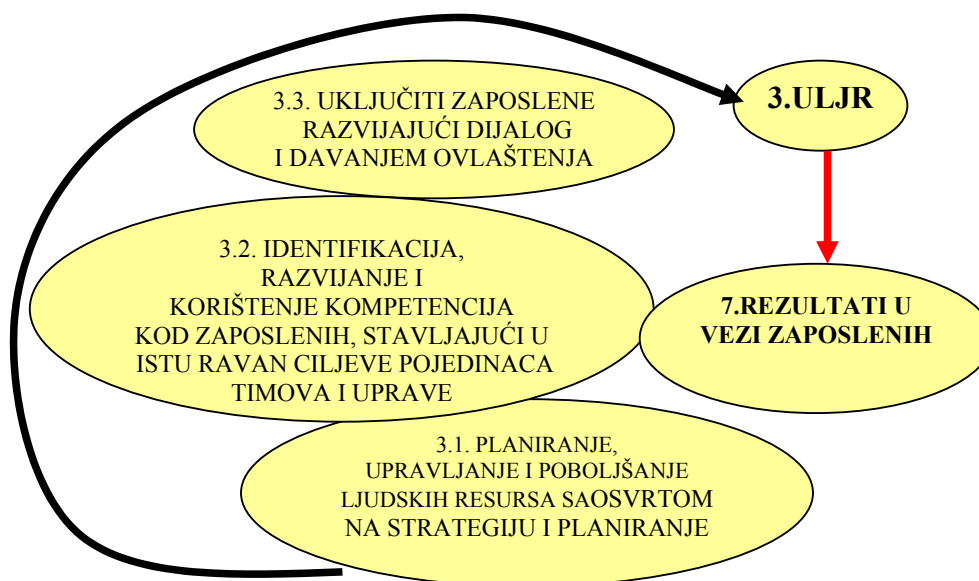 3.3. UKLJUČITI ZAPOSLENE
RAZVIJAJUĆI DIJALOG
I DAVANJEM OVLAŠTENJA
3.ULJR
3.2. IDENTIFIKACIJA,
RAZVIJANJE I
KORIŠTENJE KOMPETENCIJA
KOD ZAPOSLENIH, STAVLJAJUĆI U
ISTU RAVAN CILJEVE POJEDINACA
TIMOVA I UPRAVE
7.REZULTATI U
VEZI ZAPOSLENIH
3.1. PLANIRANJE,
UPRAVLJANJE I POBOLJŠANJE
LJUDSKIH RESURSA SAOSVRTOM
NA STRATEGIJU I PLANIRANJE